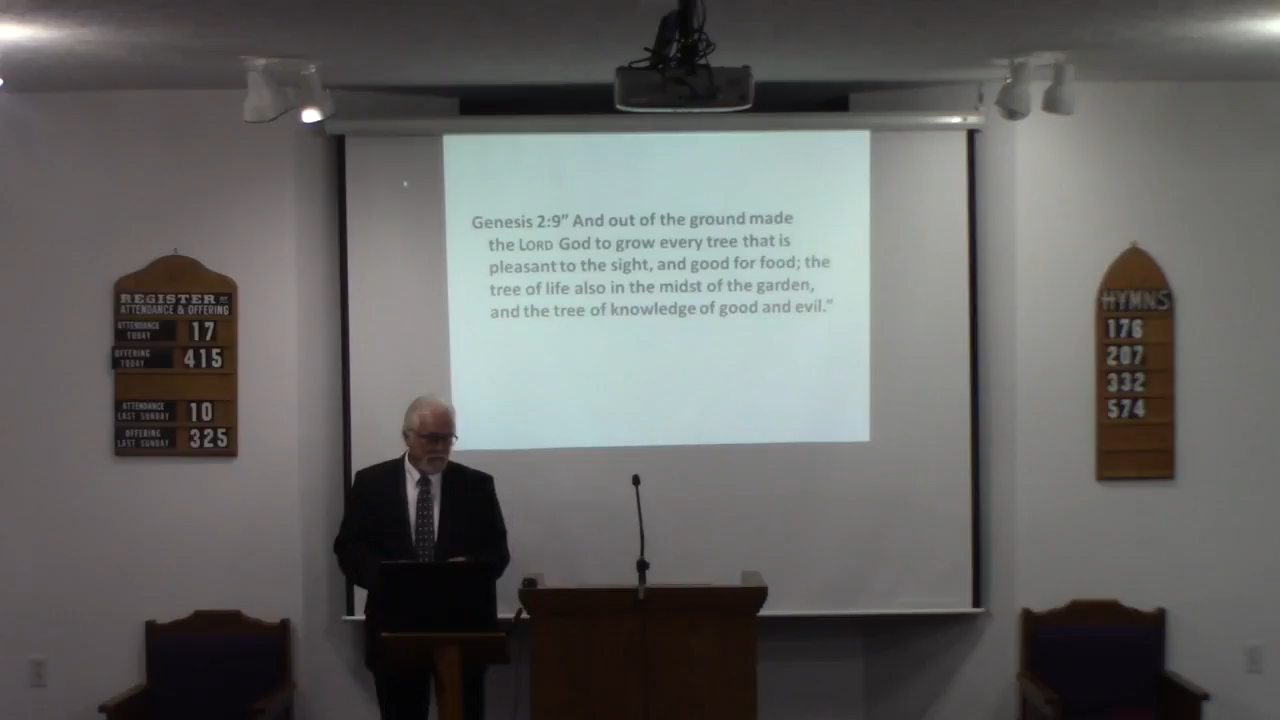 Genesis 2:9” And out of the ground made
the LORD God to grow every tree that is
pleasant to the sight, and good for food; the
tree of life also in the midst of the garden,
and the tree of knowledge of good and evil.”
REGISTER OF
ATTENDANCE & OFFERING
ATTENDANCE TODAY 17
OFFERING TODAY 415
ATTENDANCE LAST SUNDAY 10
OFFERING LAST SUNDAY 325
HYMNS
176
207
332
574